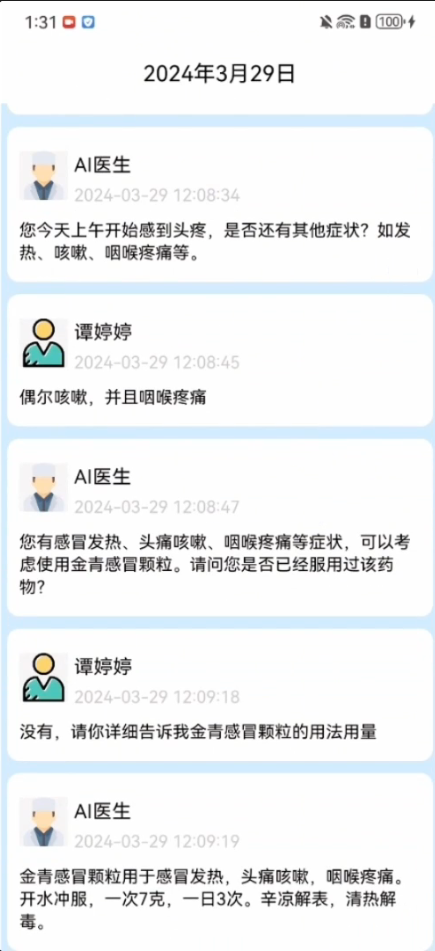 1:31
100
2024年3月29日
AI医生
2024-03-29 12:08:34
您今天上午开始感到头疼，是否还有其他症状？如发
热、咳嗽、咽喉疼痛等。
谭婷婷
2024-03-29 12:08:45
偶尔咳嗽，并且咽喉疼痛
AI医生
2024-03-29 12:08:47
您有感冒发热、头痛咳嗽、咽喉疼痛等症状，可以考
虑使用金青感冒颗粒。请问您是否已经服用过该药
物？
谭婷婷
2024-03-29 12:09:18
没有，请你详细告诉我金青感冒颗粒的用法用量
AI医生
2024-03-29 12:09:19
金青感冒颗粒用于感冒发热，头痛咳嗽，咽喉疼痛。
开水冲服，一次7克，一日3次。辛凉解表，清热解
毒。